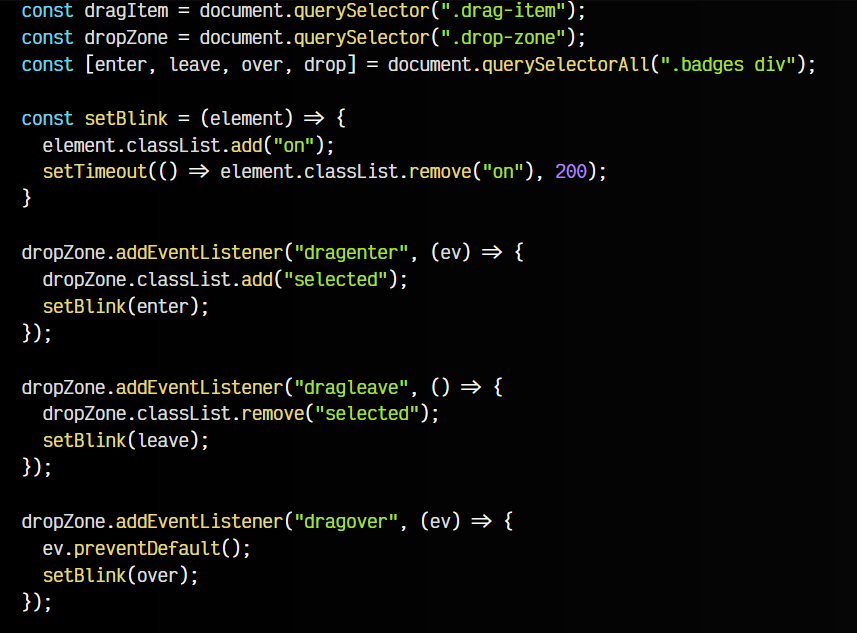 const dragItem = document.querySelector(".drag-item");
const dropZone = document.querySelector(".drop-zone");
const [enter, leave, over, drop] = document.querySelectorAll(".badges div");
const setBlink = (element) => {
element.classList.add("on");
setTimeout(() => element.classList.remove("on"), 200);
}
dropZone.addEventListener("dragenter", (ev) => {
dropZone.classList.add("selected");
setBlink(enter);
});
dropZone.addEventListener("dragleave", () => {
dropZone.classList.remove("selected");
setBlink(leave);
});
dropZone.addEventListener("dragover", (ev) => {
ev.preventDefault();
setBlink(over);
});